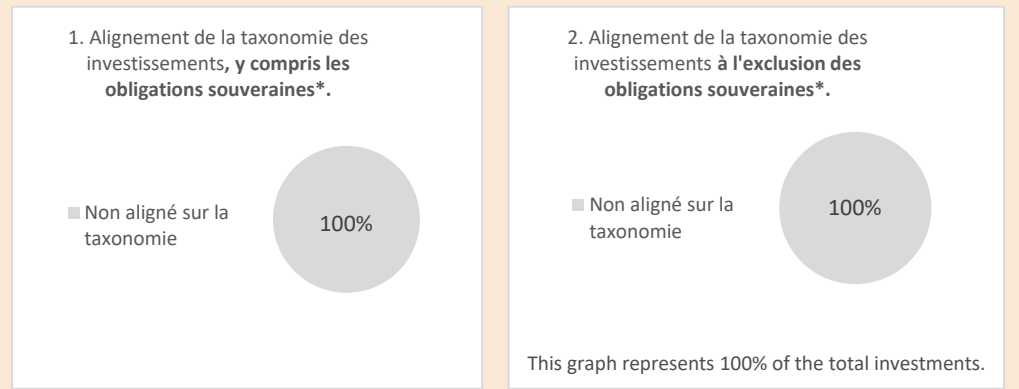 1. Alignement de la taxonomie des
investissements, y compris les
obligations souveraines*.
Non aligné sur la
taxonomie
100%
2. Alignement de la taxonomie des
investissements à l'exclusion des
obligations souveraines*.
Non aligné sur la
taxonomie
100%
This graph represents 100% of the total investments.